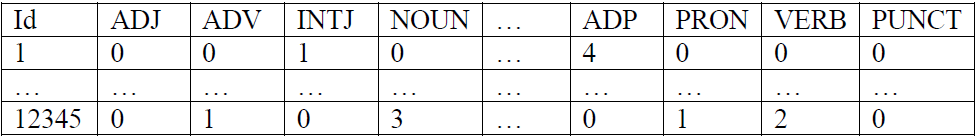 Id ADJ ADV INTJ NOUN … ADP PRON VERB PUNCT
1 0 0 1 0 … 4 0 0 0
… … … … … … … … … …
12345 0 1 0 3 … 0 1 2 0